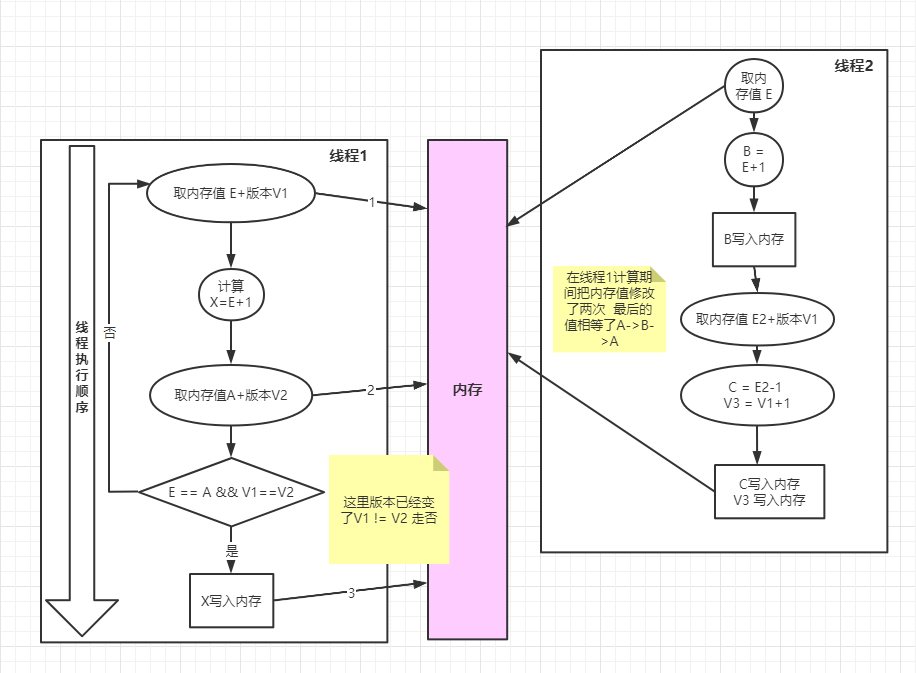 线程1
取内存值 E+版本V1
1
计算
X=E+1
否
线程执行顺序
取内存值A+版本V2
2
E == A && V1==V2
这里版本已经变
了V1 != V2 走否
是
X写入内存
3
内存
线程2
取内
存值 E
B =
E+1
B写入内存
在线程1计算期
间把内存值修改
了两次 最后的
值相等了A->B-
>A
取内存值 E2+版本V1
C = E2-1
V3 = V1+1
C写入内存
V3 写入内存